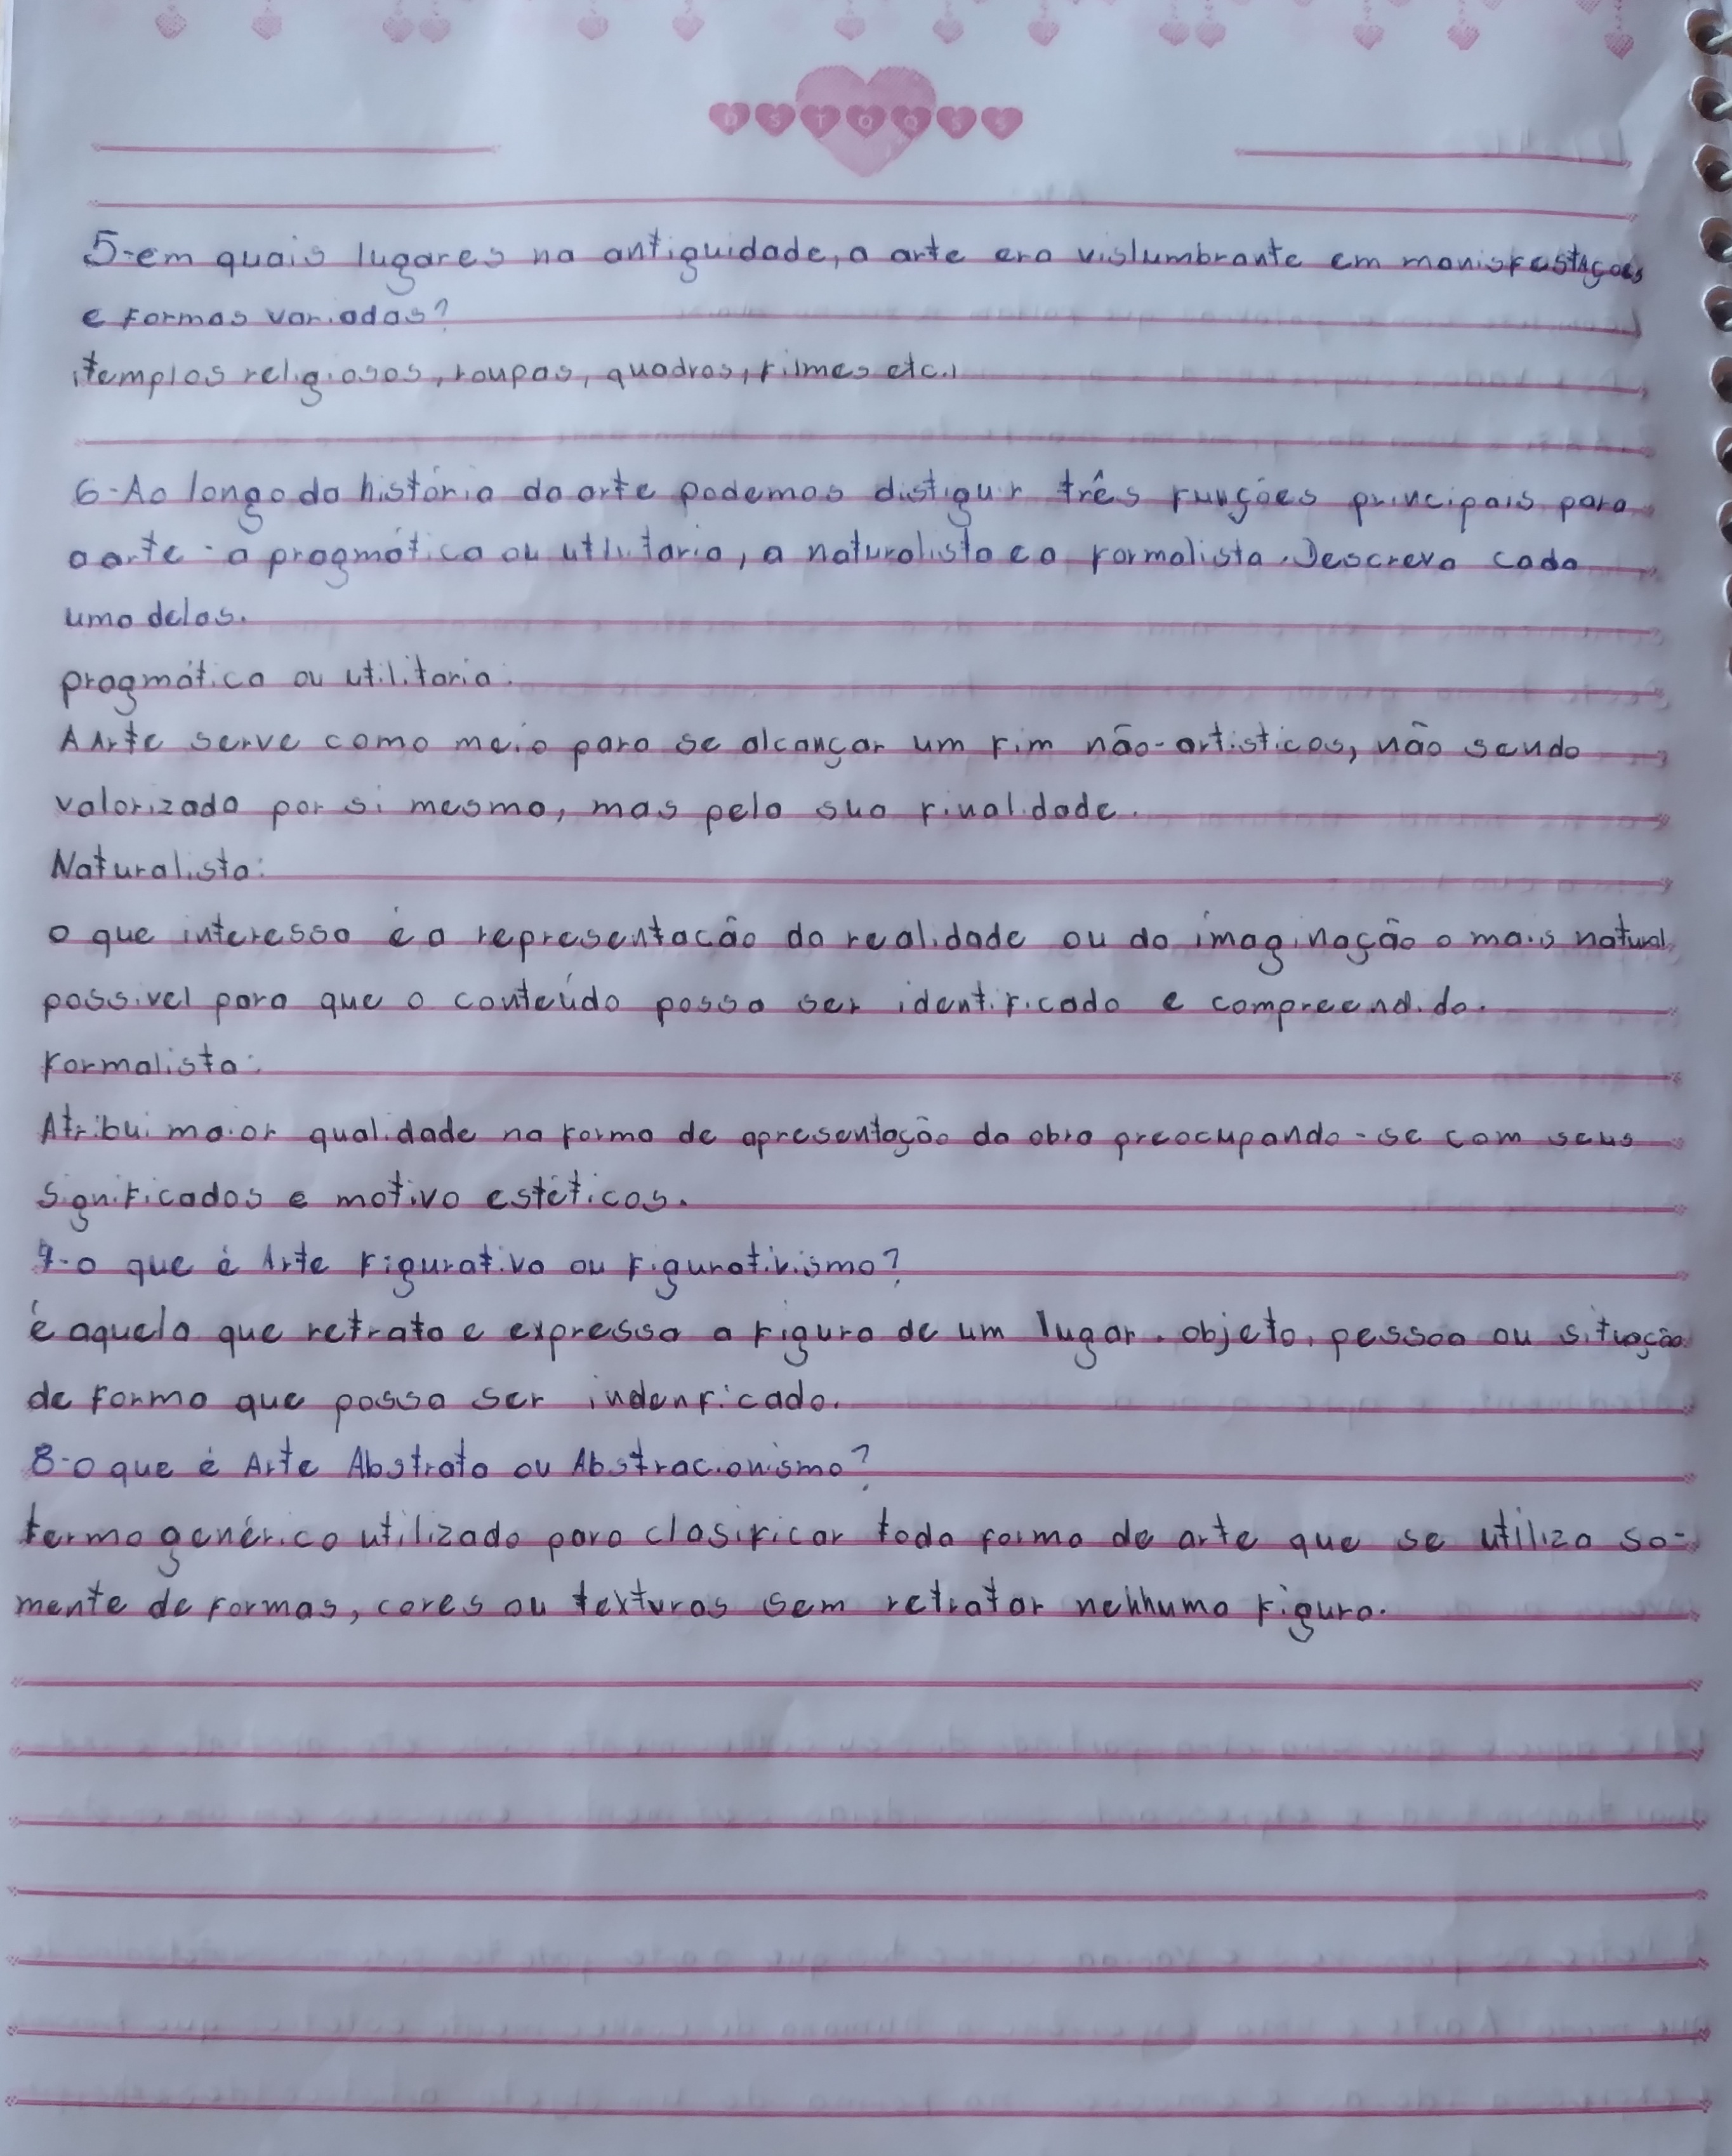 D S T Q Q S S
5-em quais lugares na antiguidade, a arte era vislumbrante em manisfestações
e formas variadas?
templos religiosos, roupas, quadros, filmes etc.
6-Ao longo da história da arte podemos distiguir três funções principais para
a arte: a pragmática ou utilitaria, a naturalista e a formalista. Descreva cada
uma delas.
pragmática ou utilitaria:
A Arte serve como meio para se alcançar um fim não-artisticos, não sendo
valorizada por si mesma, mas pela sua finalidade.
Naturalista:
o que interessa é a representacão da realidade ou da imaginação o mais natural
possivel para que o conteúdo possa ser identificado e compreendido.
formalista:
Atribui maior qualidade na forma de apresentação da obra preocupando-se com seus
significados e motivo estéticos.
7-o que é Arte figurativa ou figurativismo?
é aquela que retrata e expressa a figura de um lugar, objeto, pessoa ou situação
de forma que possa ser indenficado.
8-o que é Arte Abstrata ou Abstracionismo?
termo genérico utilizado para clasificar toda forma de arte que se utiliza so-
mente de formas, cores ou texturas sem retratar nenhuma figura.